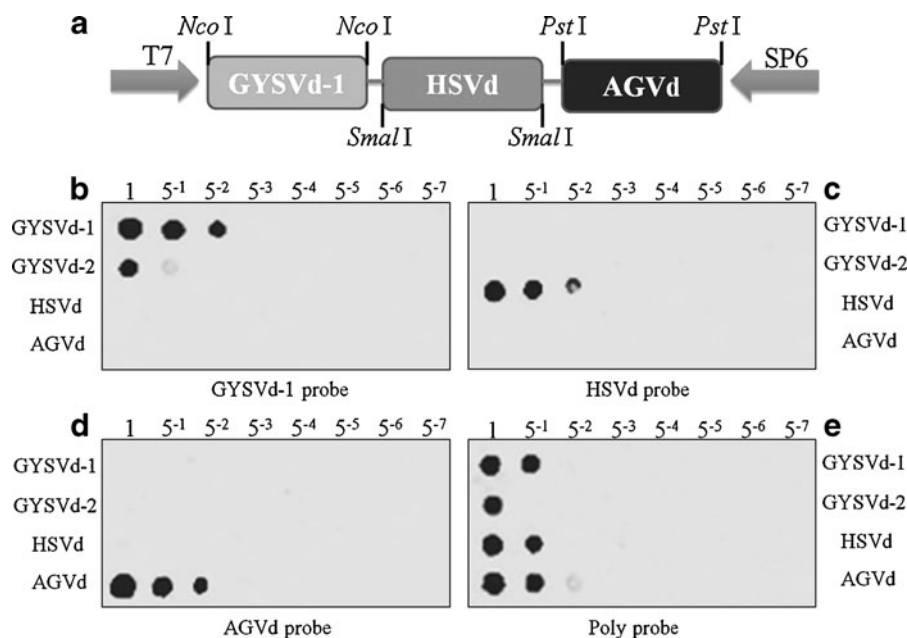 a
Nco I Nco I Pst I Pst I
T7 GYSVd-1 HSVd AGVd SP6
Smal I Smal I
b 1 5-1 5-2 5-3 5-4 5-5 5-6 5-7
GYSVd-1
GYSVd-2
HSVd
AGVd
GYSVd-1 probe
1 5-1 5-2 5-3 5-4 5-5 5-6 5-7 c
GYSVd-1
GYSVd-2
HSVd
AGVd
HSVd probe
d 1 5-1 5-2 5-3 5-4 5-5 5-6 5-7
GYSVd-1
GYSVd-2
HSVd
AGVd
AGVd probe
1 5-1 5-2 5-3 5-4 5-5 5-6 5-7 e
GYSVd-1
GYSVd-2
HSVd
AGVd
Poly probe